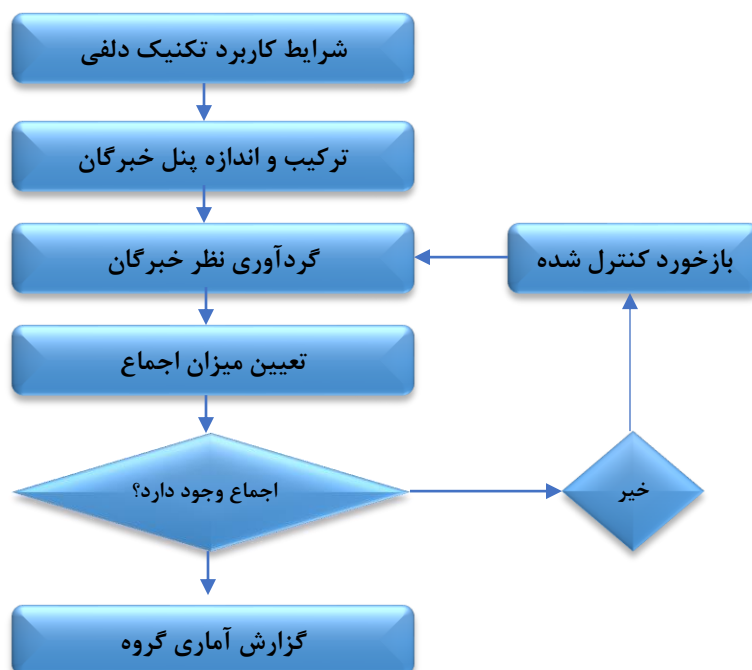 شرایط کاربرد تکنیک دلفی
ترکیب و اندازه پنل خبرگان
گردآوری نظر خبرگان
بازخورد کنترل شده
تعیین میزان اجماع
اجماع وجود دارد؟
خیر
گزارش آماری گروه